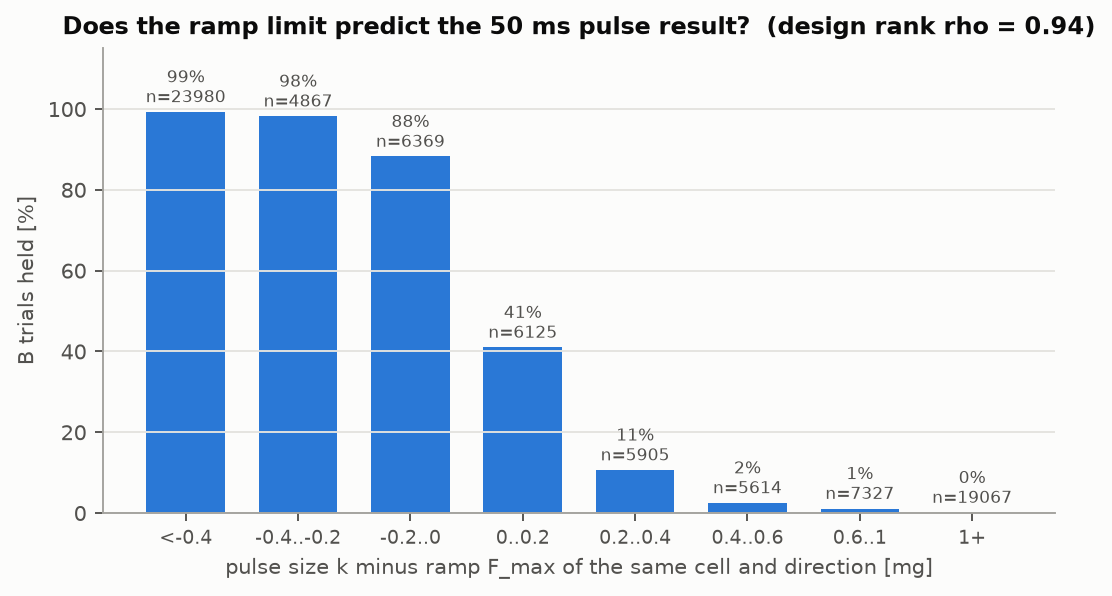 Does the ramp limit predict the 50 ms pulse result?  (design rank rho = 0.94)
B trials held [%]
100
80
60
40
20
0
99%
n=23980
98%
n=4867
88%
n=6369
41%
n=6125
11%
n=5905
2%
n=5614
1%
n=7327
0%
n=19067
<-0.4
-0.4..-0.2
-0.2..0
0..0.2
0.2..0.4
0.4..0.6
0.6..1
1+
pulse size k minus ramp F_max of the same cell and direction [mg]